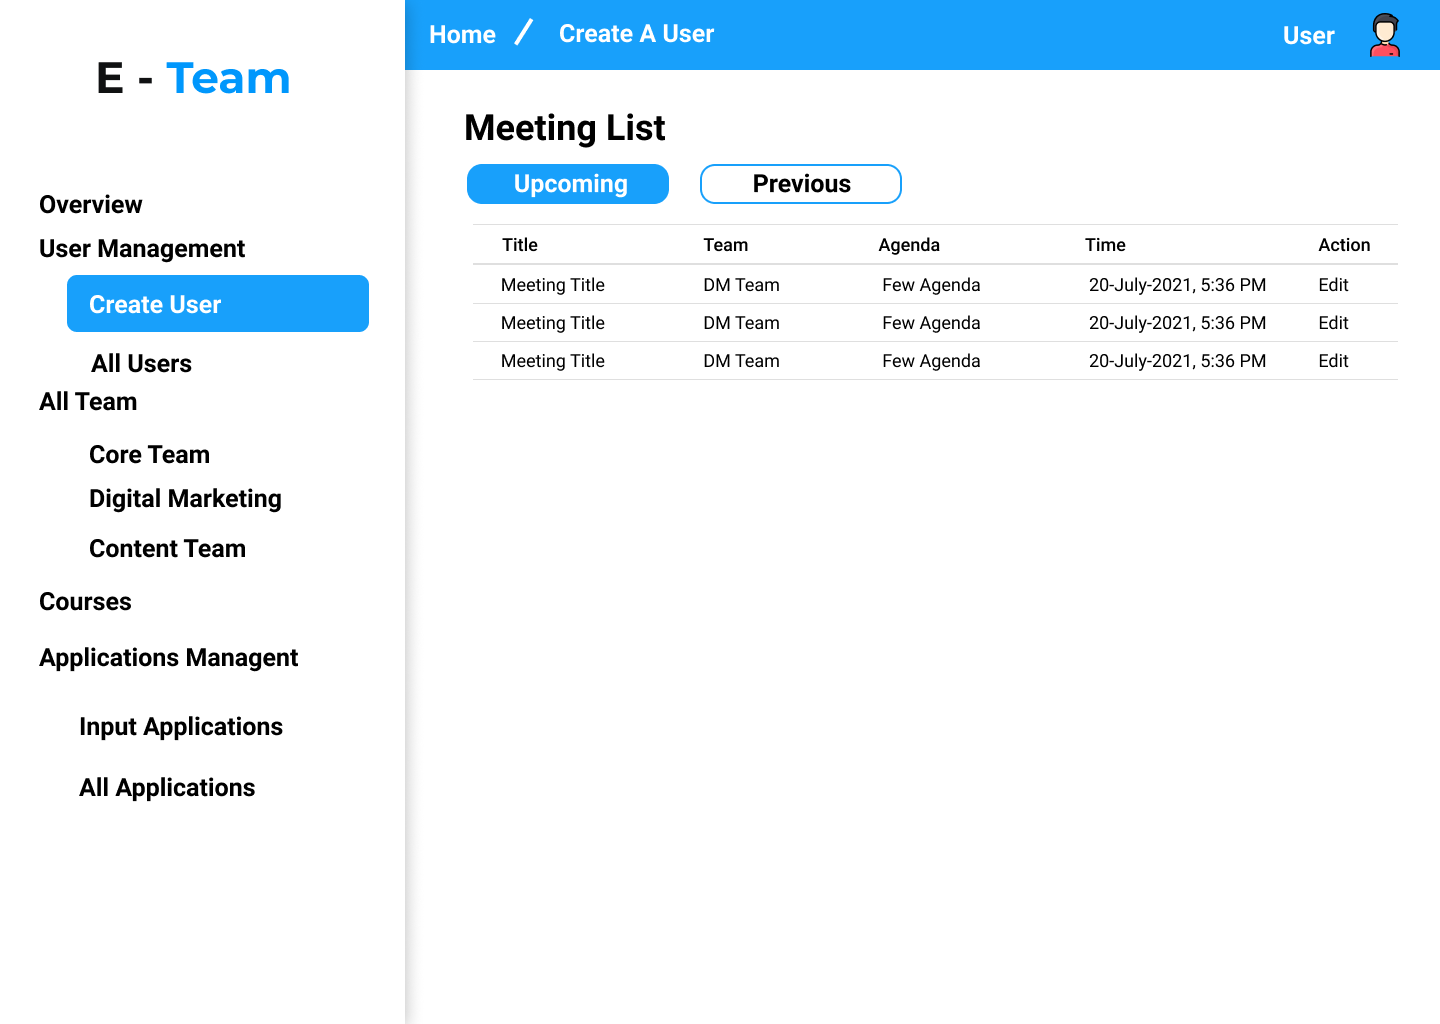 E - Team
Overview
User Management
Create User
All Users
All Team
Core Team
Digital Marketing
Content Team
Courses
Applications Managent
Input Applications
All Applications
Home / Create A User
User
Meeting List
Upcoming Previous
Title Team Agenda Time Action
Meeting Title DM Team Few Agenda 20-July-2021, 5:36 PM Edit
Meeting Title DM Team Few Agenda 20-July-2021, 5:36 PM Edit
Meeting Title DM Team Few Agenda 20-July-2021, 5:36 PM Edit